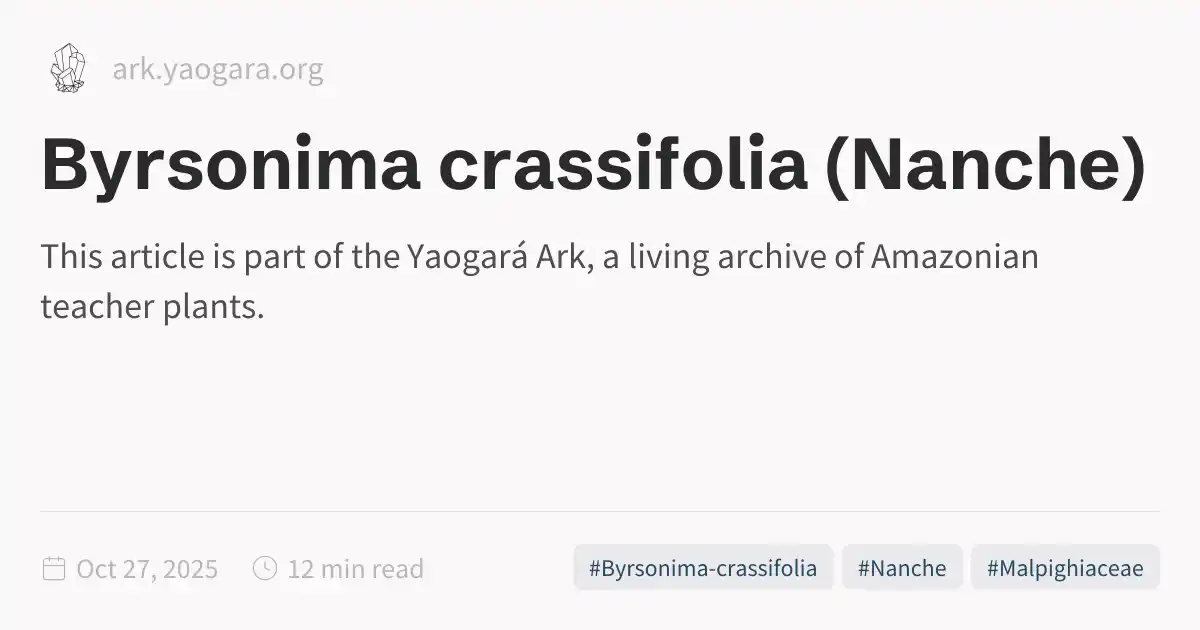 ark.yaogara.org
Byrsonima crassifolia (Nanche)
This article is part of the Yaogará Ark, a living archive of Amazonian
teacher plants.
Oct 27, 2025
12 min read
#Byrsonima-crassifolia
#Nanche
#Malpighiaceae